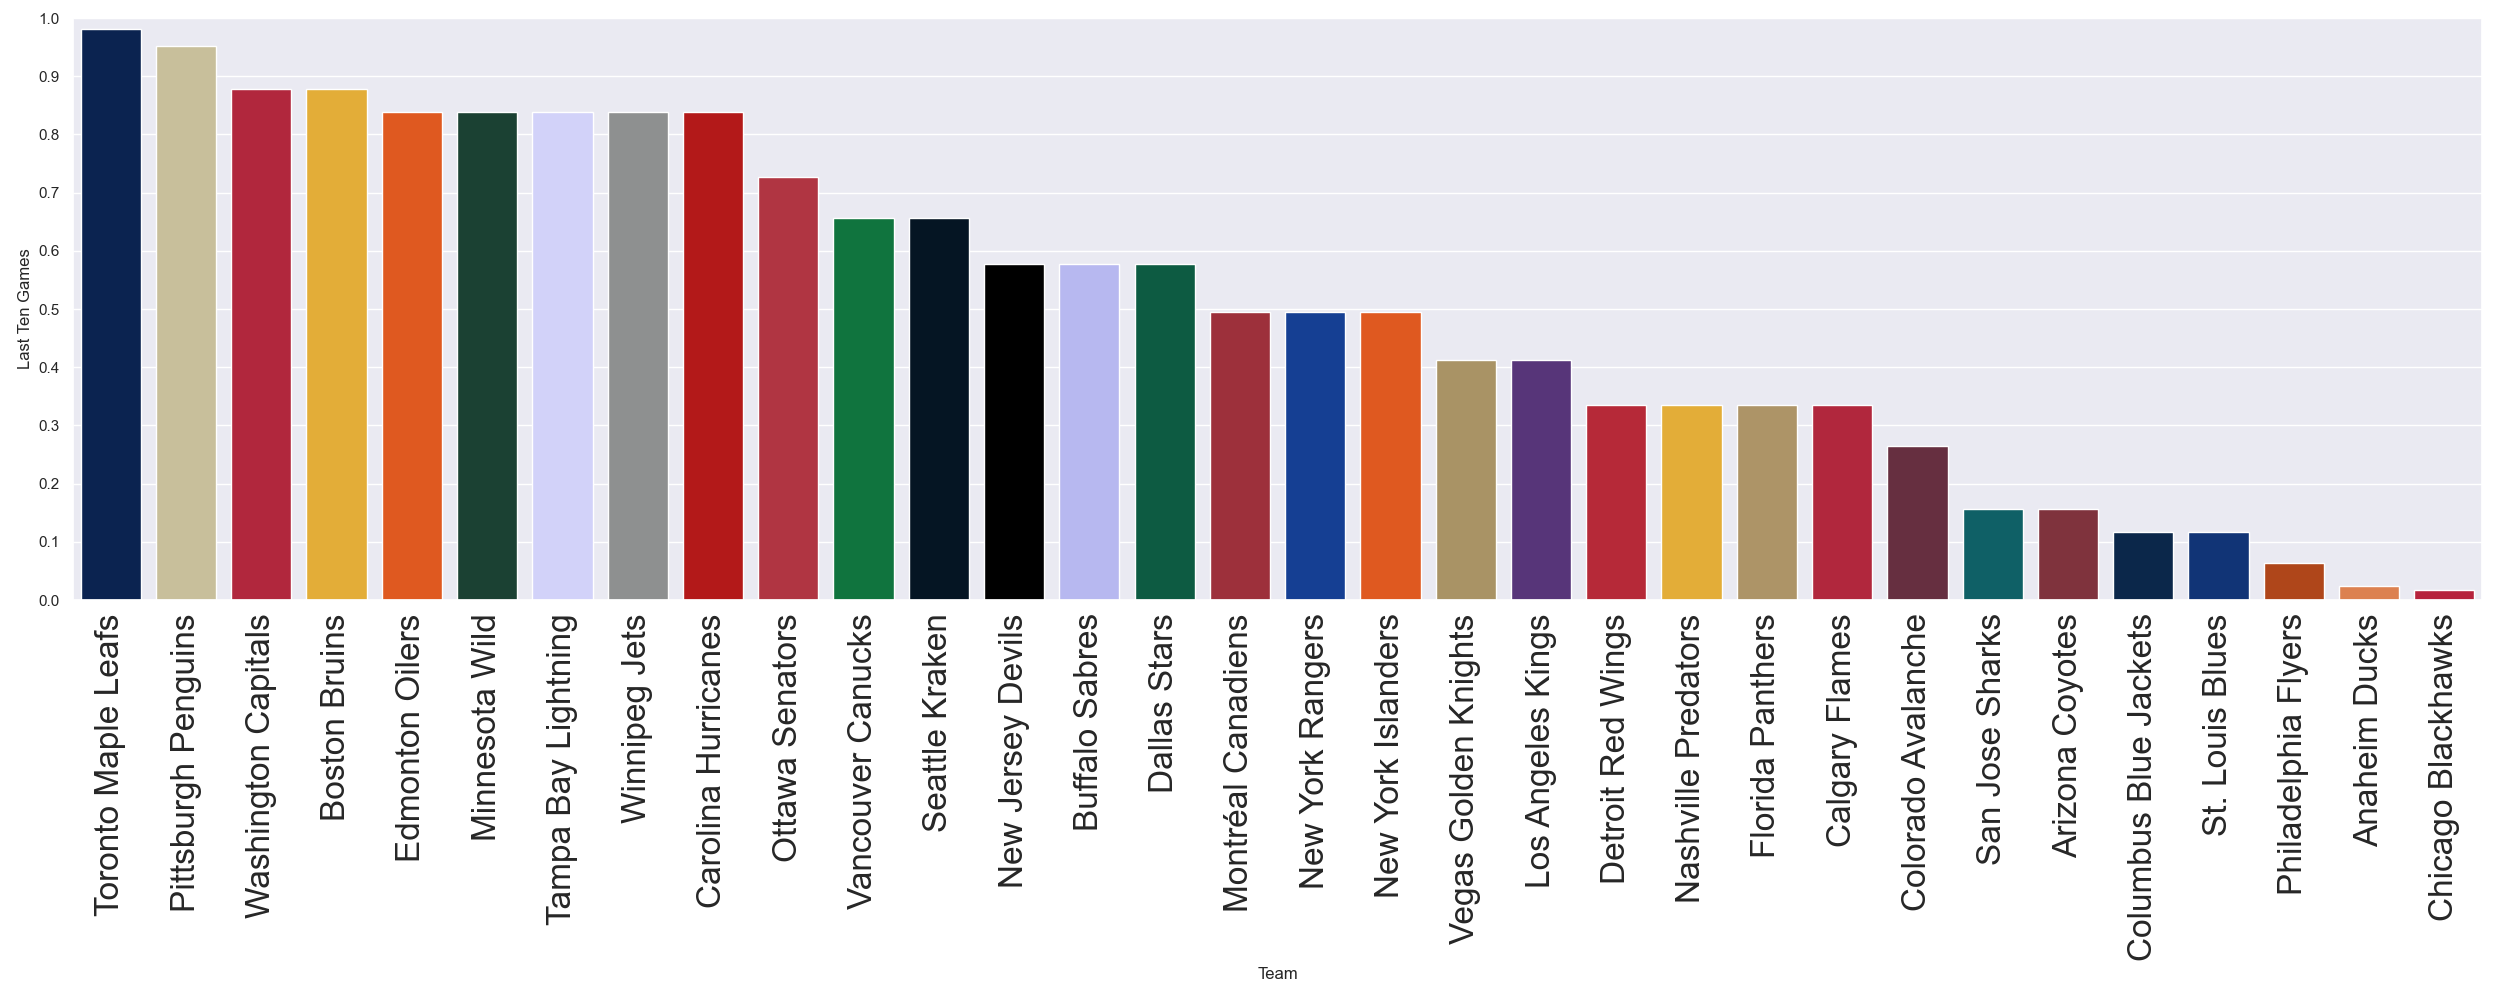 1.0
0.9
0.8
0.7
0.6
0.5
0.4
0.3
0.2
0.1
0.0
Last Ten Games
Toronto Maple Leafs
Pittsburgh Penguins
Washington Capitals
Boston Bruins
Edmonton Oilers
Minnesota Wild
Tampa Bay Lightning
Winnipeg Jets
Carolina Hurricanes
Ottawa Senators
Vancouver Canucks
Seattle Kraken
New Jersey Devils
Buffalo Sabres
Dallas Stars
Montréal Canadiens
New York Rangers
New York Islanders
Vegas Golden Knights
Los Angeles Kings
Detroit Red Wings
Nashville Predators
Florida Panthers
Calgary Flames
Colorado Avalanche
San Jose Sharks
Arizona Coyotes
Columbus Blue Jackets
St. Louis Blues
Philadelphia Flyers
Anaheim Ducks
Chicago Blackhawks
Team